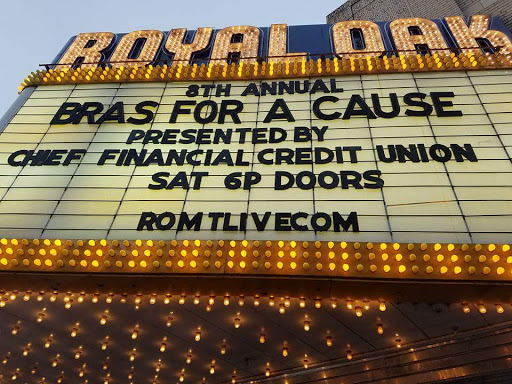 ROYAL OAK
8TH ANNUAL
BRAS FOR A CAUSE
PRESENTED BY
CHIEF FINANCIAL CREDIT UNION
SAT 6P DOORS
ROMTLIVECOM